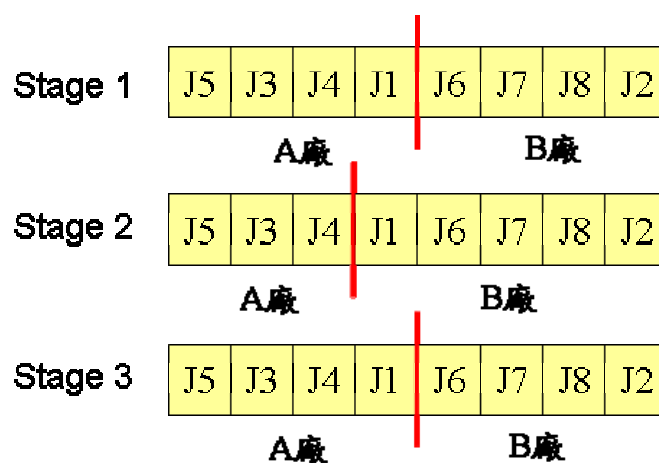 Stage 1 J5 J3 J4 J1 J6 J7 J8 J2
A廠 B廠
Stage 2 J5 J3 J4 J1 J6 J7 J8 J2
A廠 B廠
Stage 3 J5 J3 J4 J1 J6 J7 J8 J2
A廠 B廠